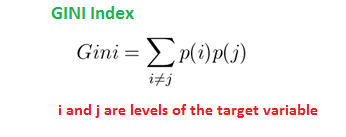 GINI Index
Gini = ∑ p(i)p(j)
i≠j
i and j are levels of the target variable